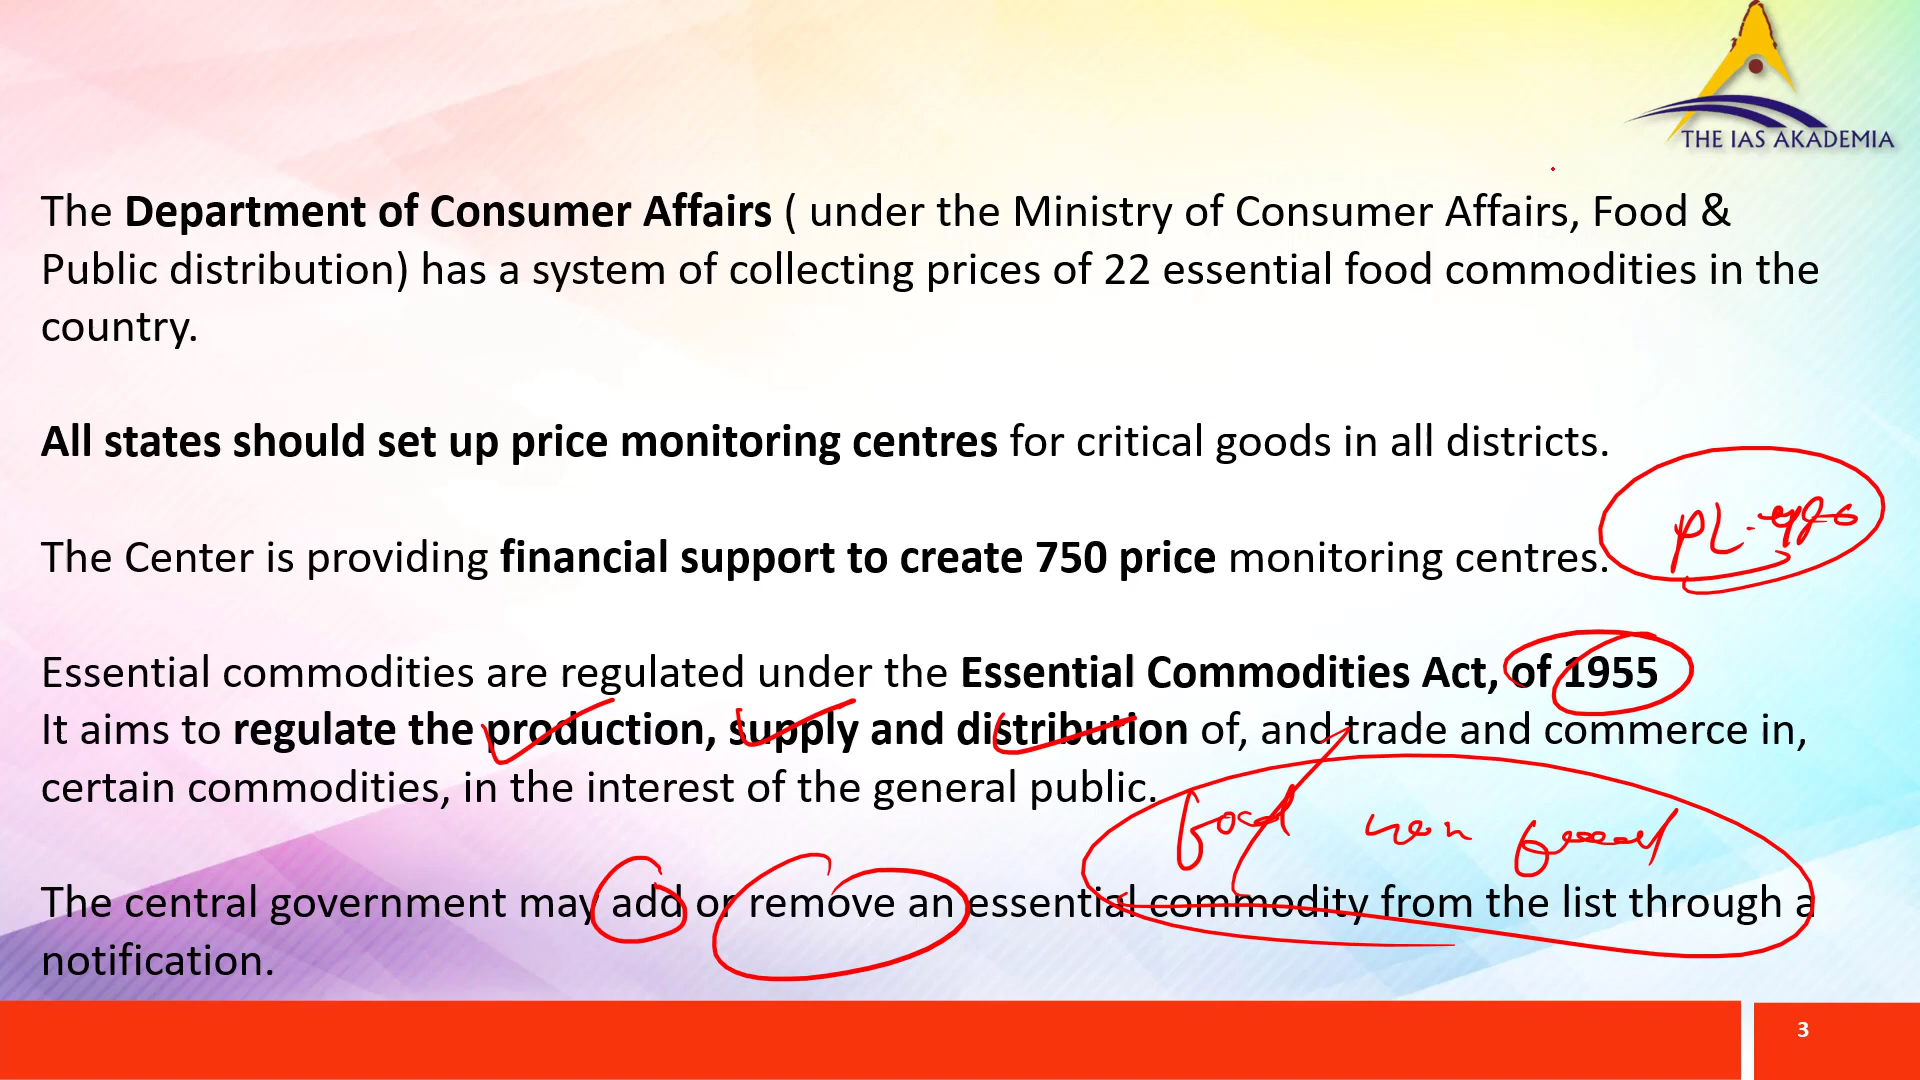 THE IAS AKADEMIA
The Department of Consumer Affairs ( under the Ministry of Consumer Affairs, Food &
Public distribution) has a system of collecting prices of 22 essential food commodities in the
country.
All states should set up price monitoring centres for critical goods in all districts.
The Center is providing financial support to create 750 price monitoring centres.
Essential commodities are regulated under the Essential Commodities Act, of 1955
It aims to regulate the production, supply and distribution of, and trade and commerce in,
certain commodities, in the interest of the general public.
food non food
The central government may add or remove an essential commodity from the list through a
notification.
3